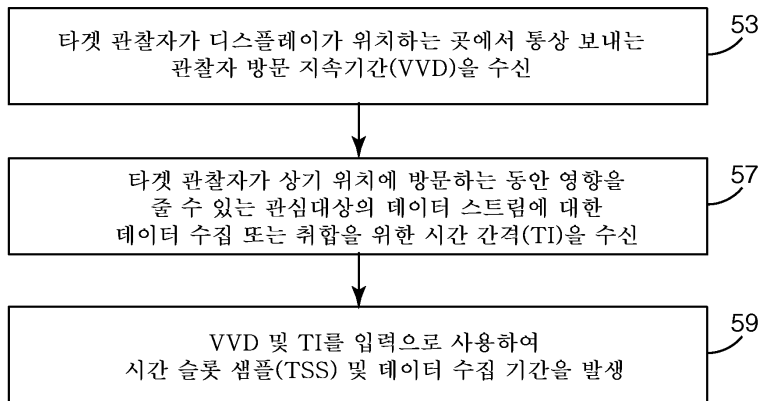 타겟 관찰자가 디스플레이가 위치하는 곳에서 통상 보내는
관찰자 방문 지속기간(VVD)을 수신
53
타겟 관찰자가 상기 위치에 방문하는 동안 영향을
줄 수 있는 관심대상의 데이터 스트림에 대한
데이터 수집 또는 취합을 위한 시간 간격(TI)을 수신
57
VVD 및 TI를 입력으로 사용하여
시간 슬롯 샘플(TSS) 및 데이터 수집 기간을 발생
59